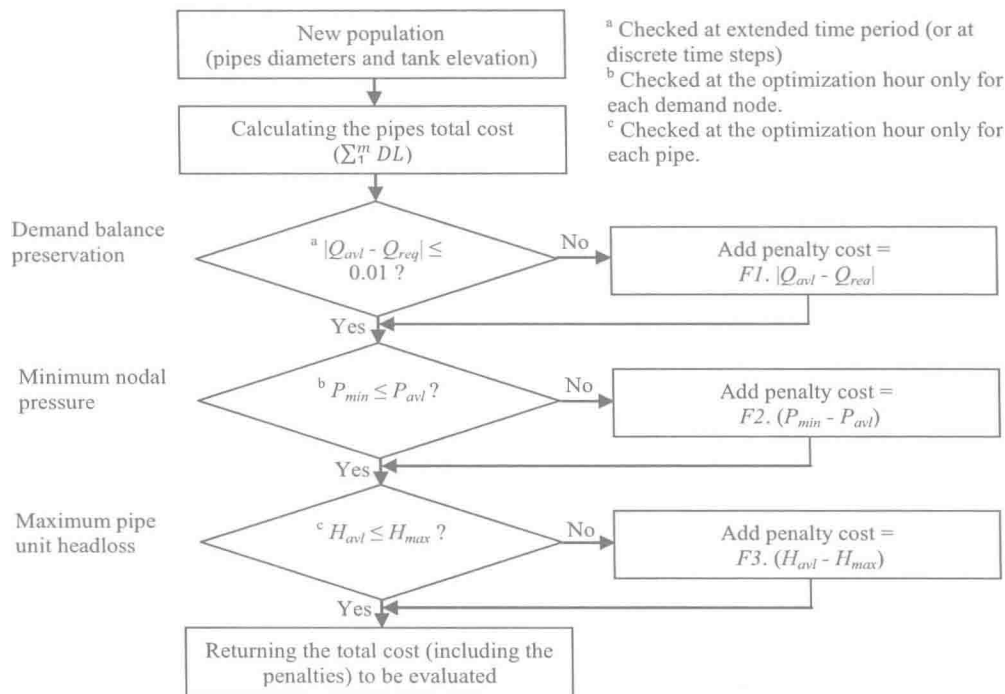 New population
(pipes diameters and tank elevation)
Calculating the pipes total cost
(∑₁ᵐ DL)
ᵃ Checked at extended time period (or at
discrete time steps)
ᵇ Checked at the optimization hour only for
each demand node.
ᶜ Checked at the optimization hour only for
each pipe.
Demand balance
preservation
ᵃ |Q_avl - Q_req| ≤
0.01 ?
No
Add penalty cost =
F1. |Q_avl - Q_rea|
Yes
Minimum nodal
pressure
ᵇ P_min ≤ P_avl ?
No
Add penalty cost =
F2. (P_min - P_avl)
Yes
Maximum pipe
unit headloss
ᶜ H_avl ≤ H_max ?
No
Add penalty cost =
F3. (H_avl - H_max)
Yes
Returning the total cost (including the
penalties) to be evaluated